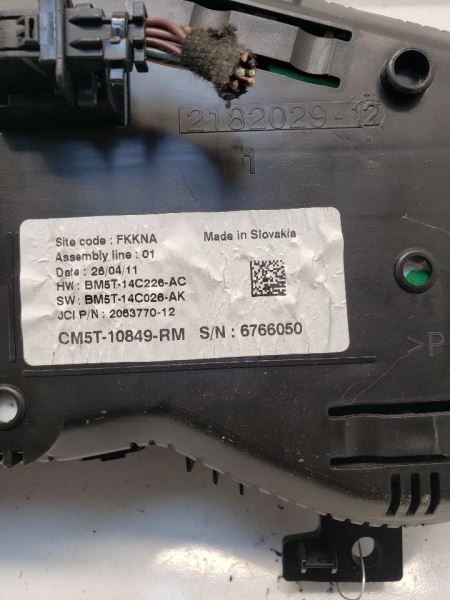 2182029-12
1
Site code : FKKNA
Made in Slovakia
Assembly line : 01
Date : 26/04/11
HW : BM5T-14C226-AC
SW : BM5T-14C026-AK
JCI P/N : 2063770-12
CM5T-10849-RM S/N : 6766050
>P